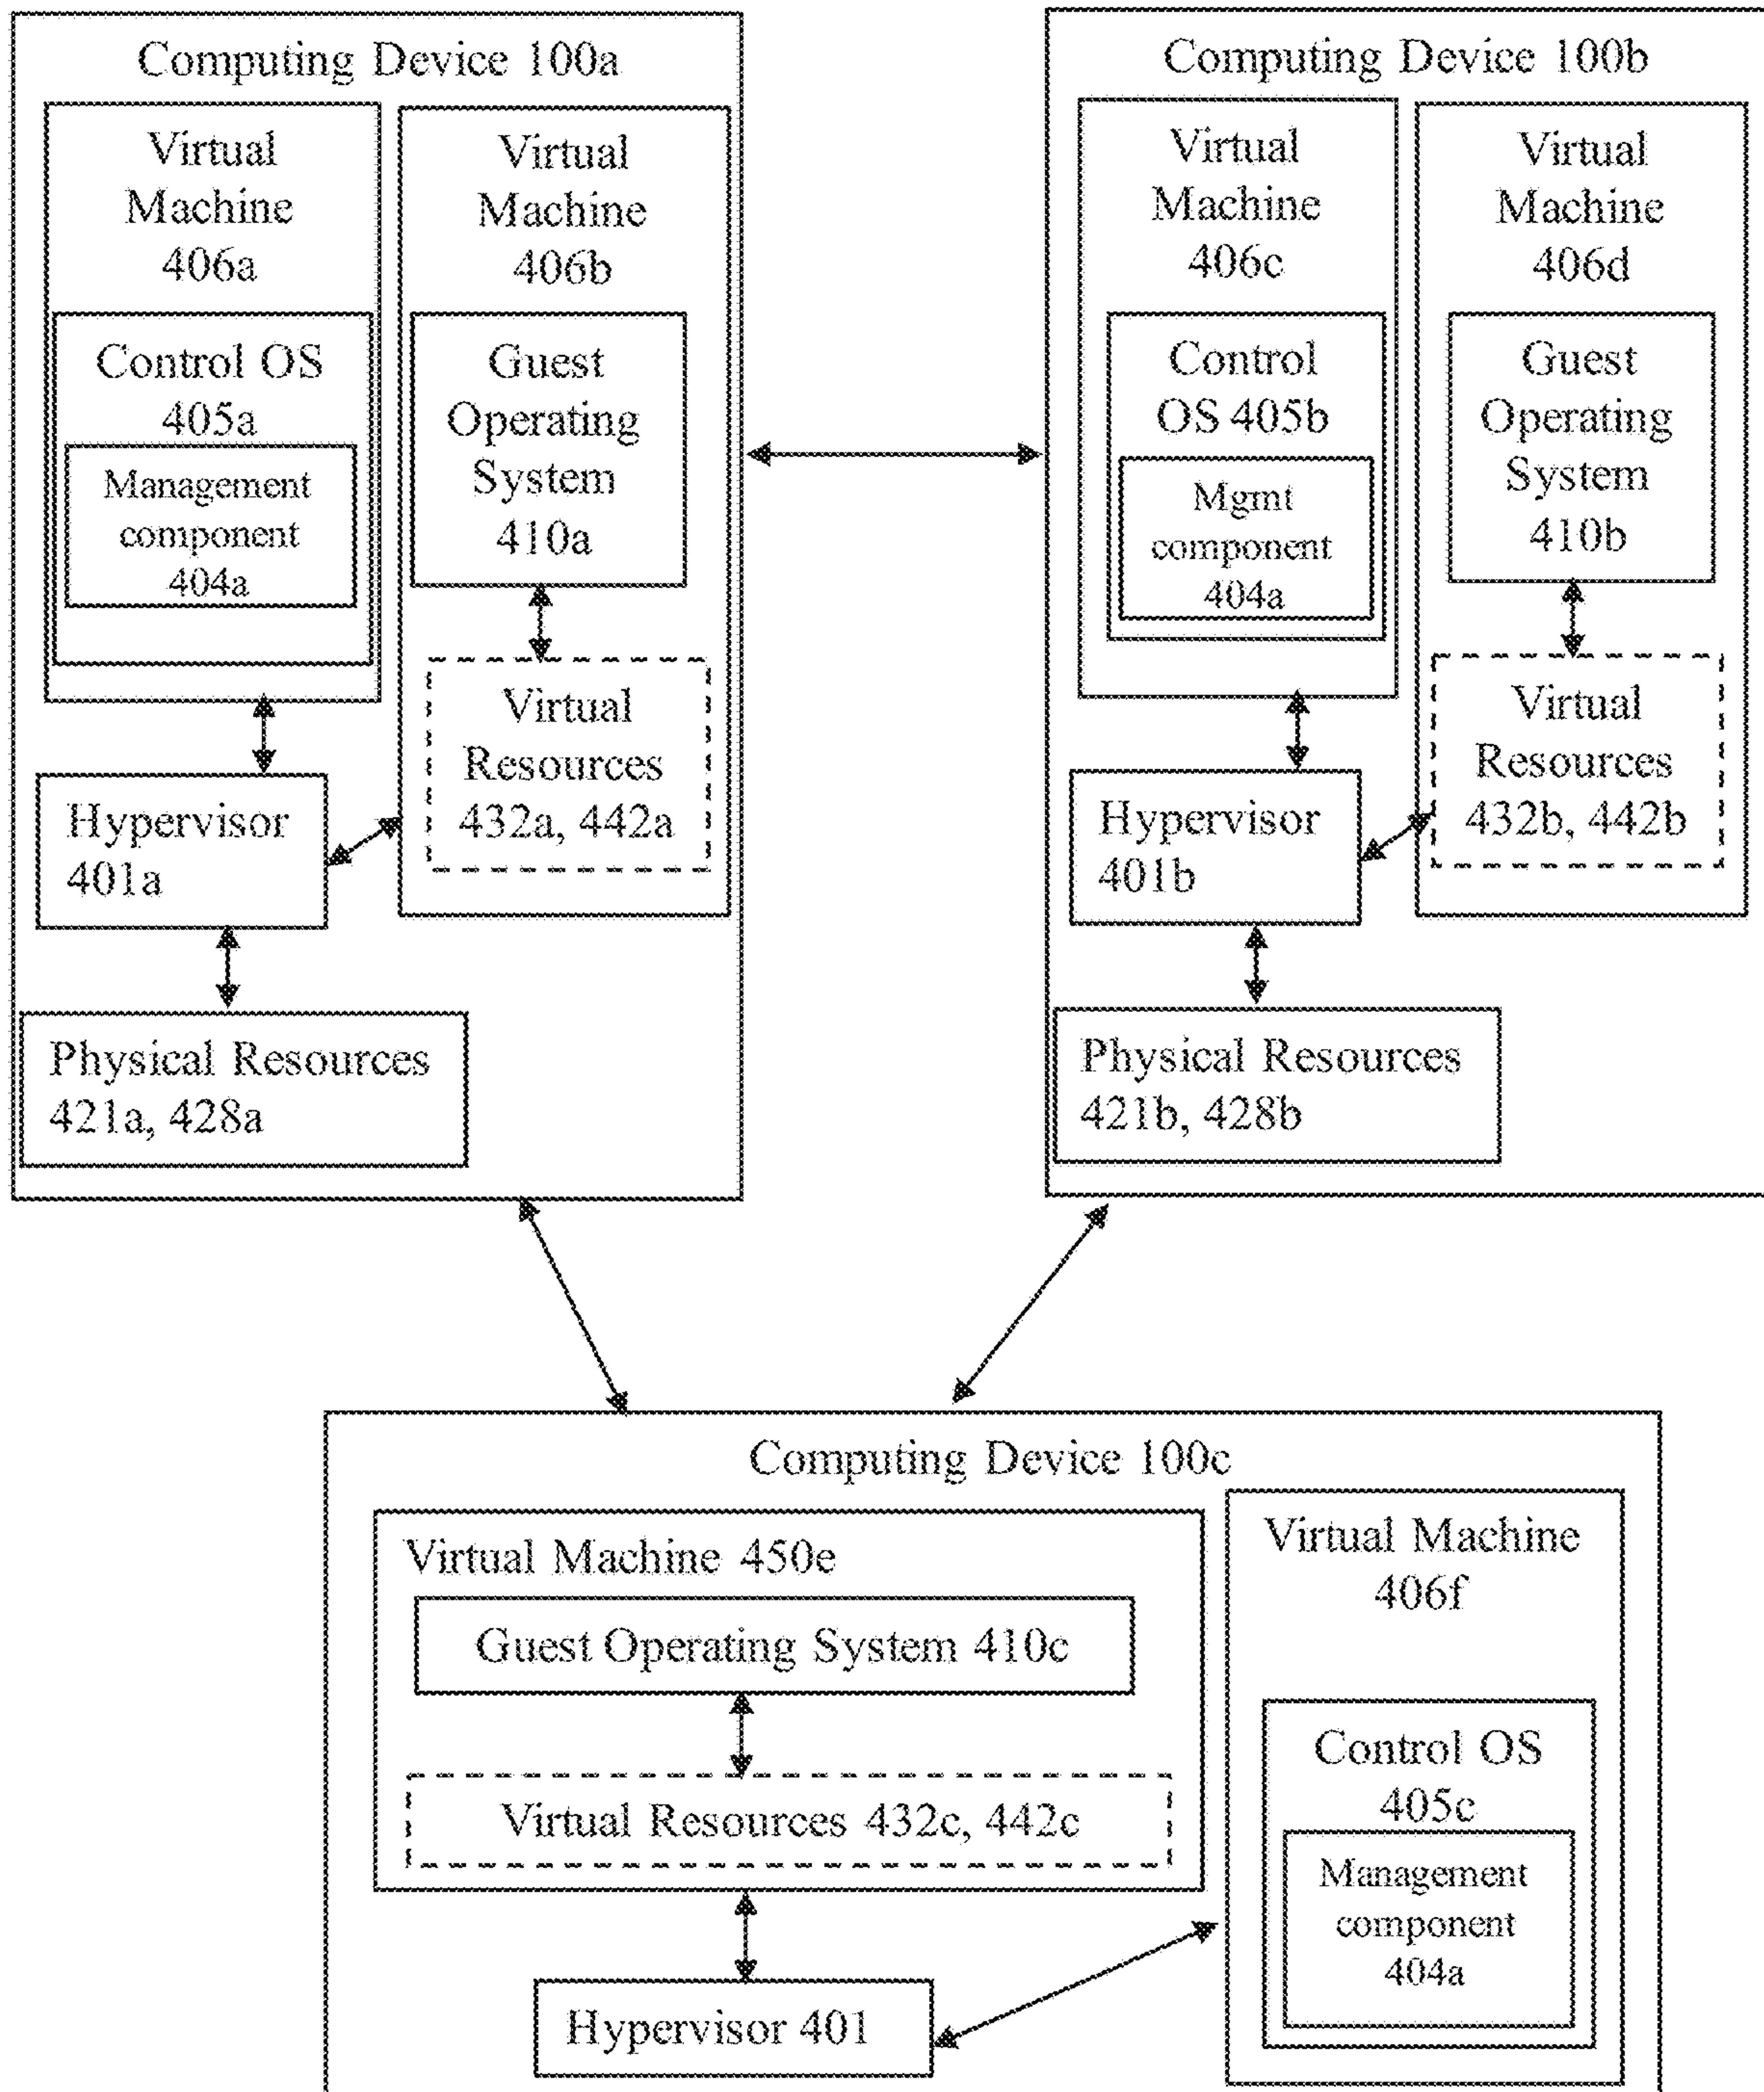 Computing Device 100a
Virtual
Machine
406a
Control OS
405a
Management
component
404a
Virtual
Machine
406b
Guest
Operating
System
410a
Virtual
Resources
432a, 442a
Hypervisor
401a
Physical Resources
421a, 428a
Computing Device 100b
Virtual
Machine
406c
Control
OS 405b
Mgmt
component
404a
Virtual
Machine
406d
Guest
Operating
System
410b
Virtual
Resources
432b, 442b
Hypervisor
401b
Physical Resources
421b, 428b
Computing Device 100c
Virtual Machine 450e
Guest Operating System 410c
Virtual Resources 432c, 442c
Hypervisor 401
Virtual Machine
406f
Control OS
405c
Management
component
404a